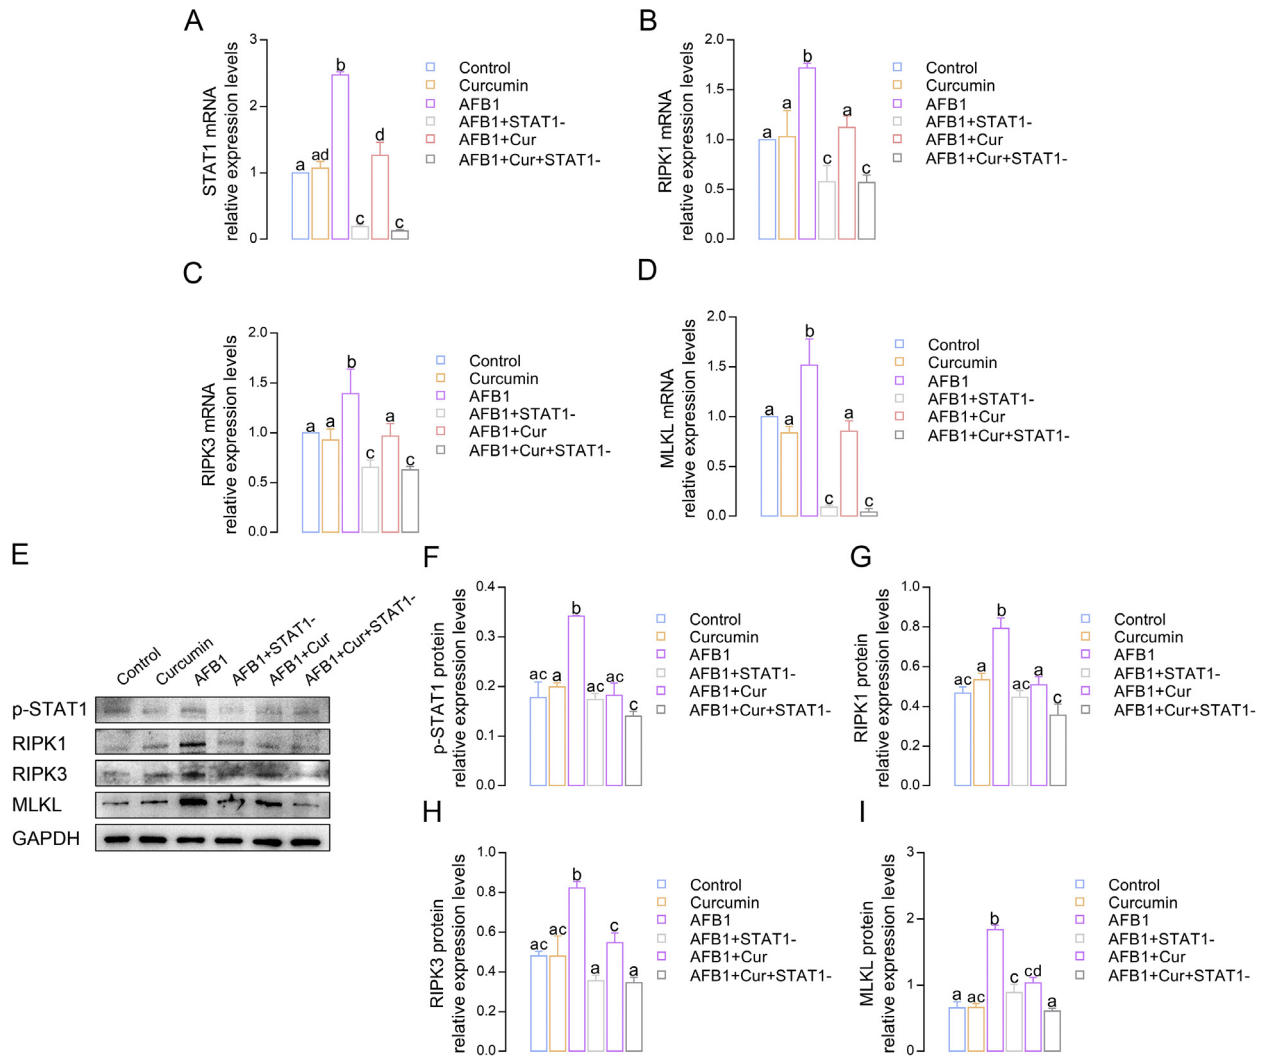 A
STAT1 mRNA
relative expression levels
3
2
1
0
a
ad
b
c
d
c
Control
Curcumin
AFB1
AFB1+STAT1-
AFB1+Cur
AFB1+Cur+STAT1-
B
RIPK1 mRNA
relative expression levels
2.0
1.5
1.0
0.5
0.0
a
a
b
c
a
c
Control
Curcumin
AFB1
AFB1+STAT1-
AFB1+Cur
AFB1+Cur+STAT1-
C
RIPK3 mRNA
relative expression levels
2.0
1.5
1.0
0.5
0.0
a
a
b
c
a
c
Control
Curcumin
AFB1
AFB1+STAT1-
AFB1+Cur
AFB1+Cur+STAT1-
D
MLKL mRNA
relative expression levels
2.0
1.5
1.0
0.5
0.0
a
a
b
c
a
c
Control
Curcumin
AFB1
AFB1+STAT1-
AFB1+Cur
AFB1+Cur+STAT1-
E
Control
Curcumin
AFB1
AFB1+STAT1-
AFB1+Cur
AFB1+Cur+STAT1-
p-STAT1
RIPK1
RIPK3
MLKL
GAPDH
F
p-STAT1 protein
relative expression levels
0.4
0.3
0.2
0.1
0.0
ac
a
b
ac
ac
c
Control
Curcumin
AFB1
AFB1+STAT1-
AFB1+Cur
AFB1+Cur+STAT1-
G
RIPK1 protein
relative expression levels
1.0
0.8
0.6
0.4
0.2
0.0
ac
a
b
ac
a
c
Control
Curcumin
AFB1
AFB1+STAT1-
AFB1+Cur
AFB1+Cur+STAT1-
H
RIPK3 protein
relative expression levels
1.0
0.8
0.6
0.4
0.2
0.0
ac
ac
b
a
c
a
Control
Curcumin
AFB1
AFB1+STAT1-
AFB1+Cur
AFB1+Cur+STAT1-
I
MLKL protein
relative expression levels
3
2
1
0
a
ac
b
c
cd
a
Control
Curcumin
AFB1
AFB1+STAT1-
AFB1+Cur
AFB1+Cur+STAT1-